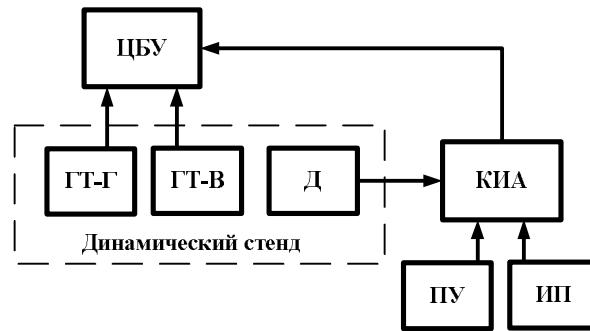 ЦБУ
ГТ-Г
ГТ-В
Д
КИА
Динамический стенд
ПУ
ИП